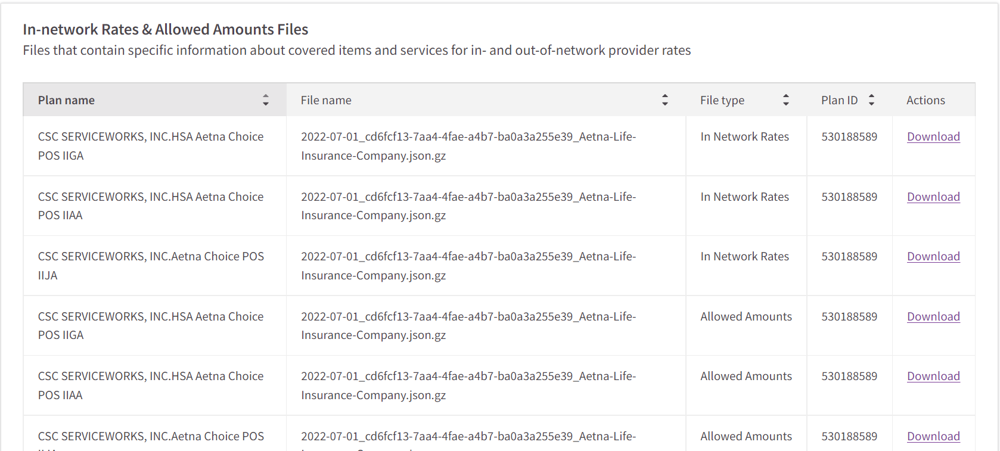 In-network Rates & Allowed Amounts Files
Files that contain specific information about covered items and services for in- and out-of-network provider rates
Plan name File name File type Plan ID Actions
CSC SERVICEWORKS, INC.HSA Aetna Choice 2022-07-01_cd6fcf13-7aa4-4fae-a4b7-ba0a3a255e39_Aetna-Life- In Network Rates 530188589 Download
POS IIGA Insurance-Company.json.gz
CSC SERVICEWORKS, INC.HSA Aetna Choice 2022-07-01_cd6fcf13-7aa4-4fae-a4b7-ba0a3a255e39_Aetna-Life- In Network Rates 530188589 Download
POS IIAA Insurance-Company.json.gz
CSC SERVICEWORKS, INC.Aetna Choice POS 2022-07-01_cd6fcf13-7aa4-4fae-a4b7-ba0a3a255e39_Aetna-Life- In Network Rates 530188589 Download
IIJA Insurance-Company.json.gz
CSC SERVICEWORKS, INC.HSA Aetna Choice 2022-07-01_cd6fcf13-7aa4-4fae-a4b7-ba0a3a255e39_Aetna-Life- Allowed Amounts 530188589 Download
POS IIGA Insurance-Company.json.gz
CSC SERVICEWORKS, INC.HSA Aetna Choice 2022-07-01_cd6fcf13-7aa4-4fae-a4b7-ba0a3a255e39_Aetna-Life- Allowed Amounts 530188589 Download
POS IIAA Insurance-Company.json.gz
CSC SERVICEWORKS, INC.Aetna Choice POS 2022-07-01_cd6fcf13-7aa4-4fae-a4b7-ba0a3a255e39_Aetna-Life- Allowed Amounts 530188589 Download